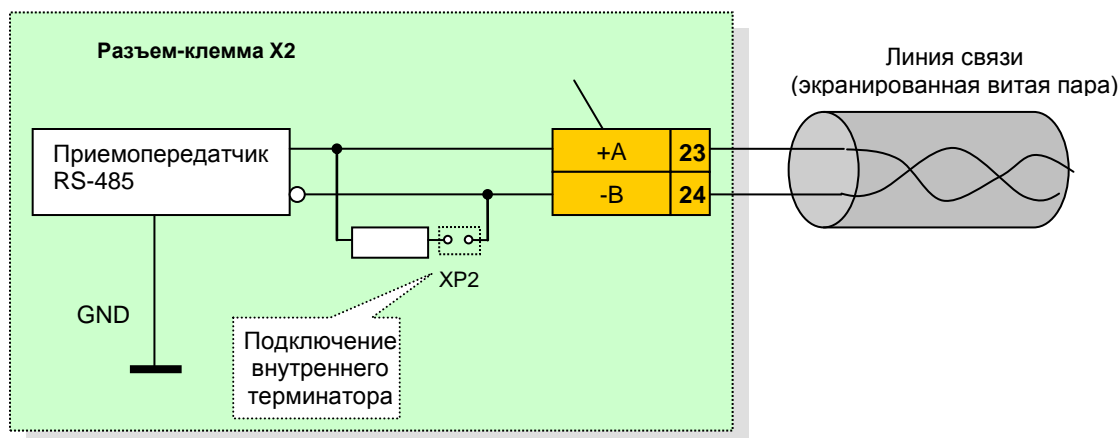 Разъем-клемма X2
Линия связи
(экранированная витая пара)
Приемопередатчик
RS-485
+A 23
-B 24
XP2
GND
Подключение
внутреннего
терминатора